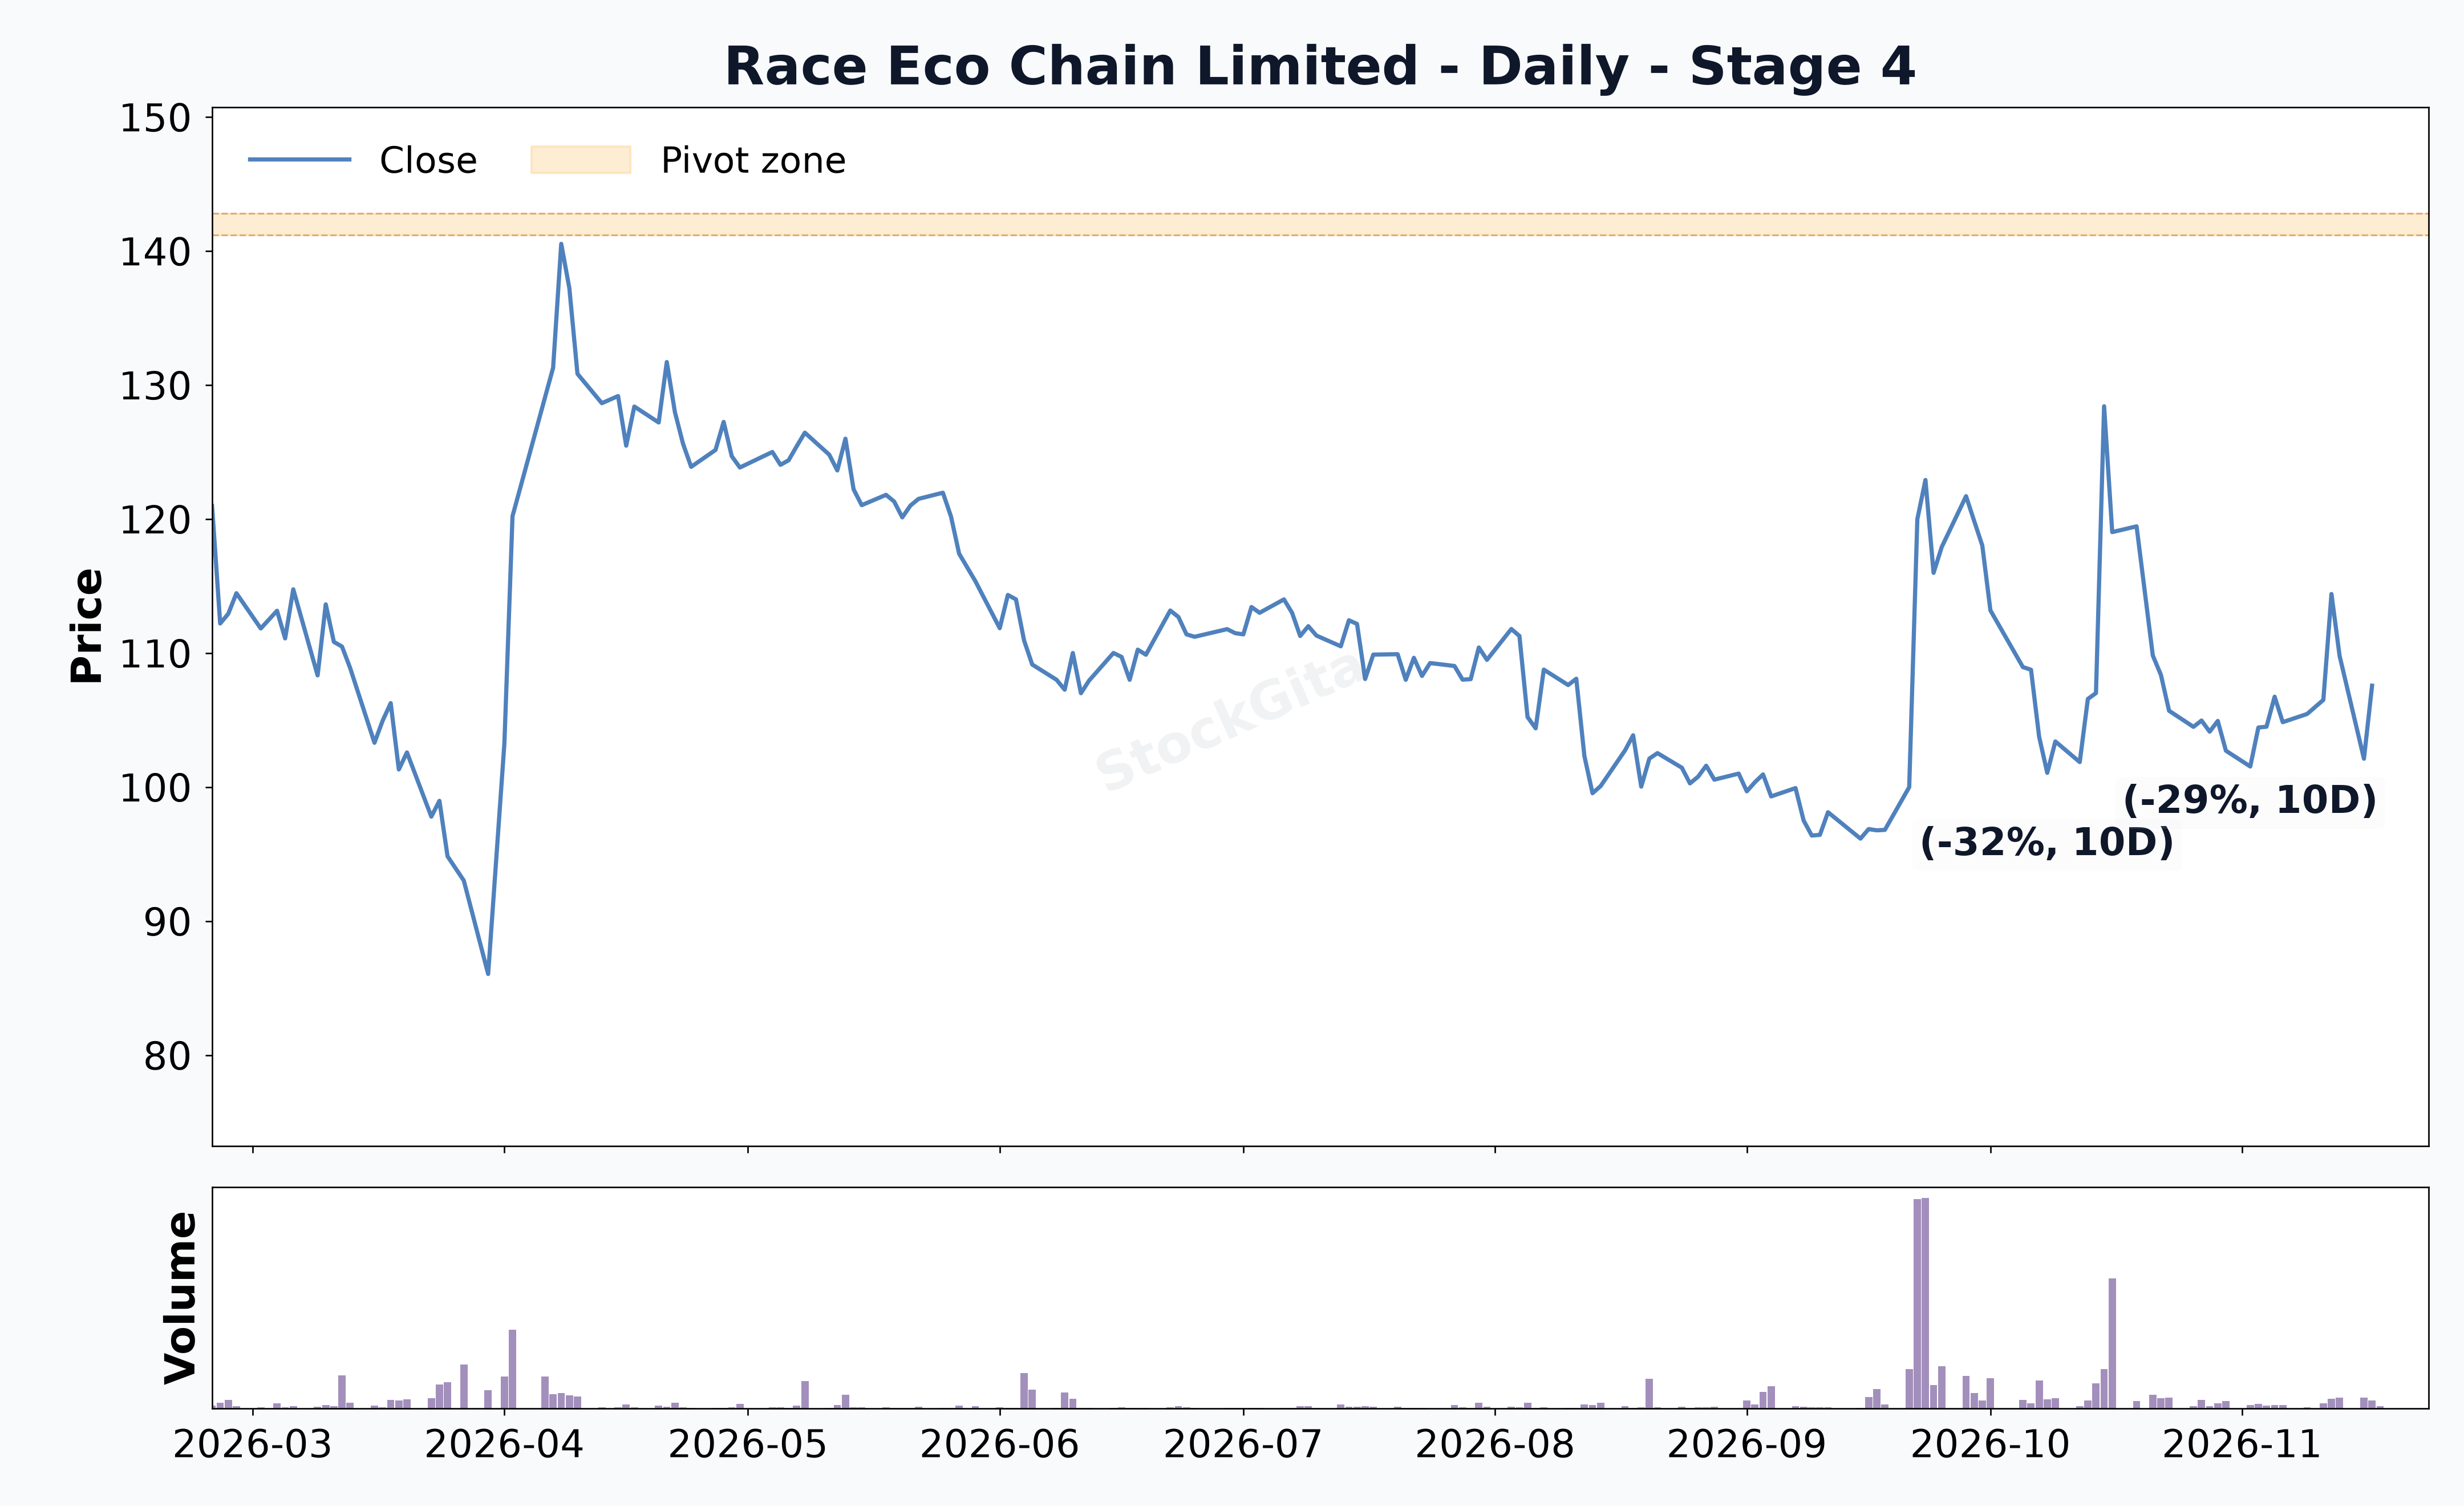 Race Eco Chain Limited - Daily - Stage 4
Close
Pivot zone
Price
150
140
130
120
110
100
90
80
StockGita
(-29%, 10D)
(-32%, 10D)
Volume
2026-03
2026-04
2026-05
2026-06
2026-07
2026-08
2026-09
2026-10
2026-11